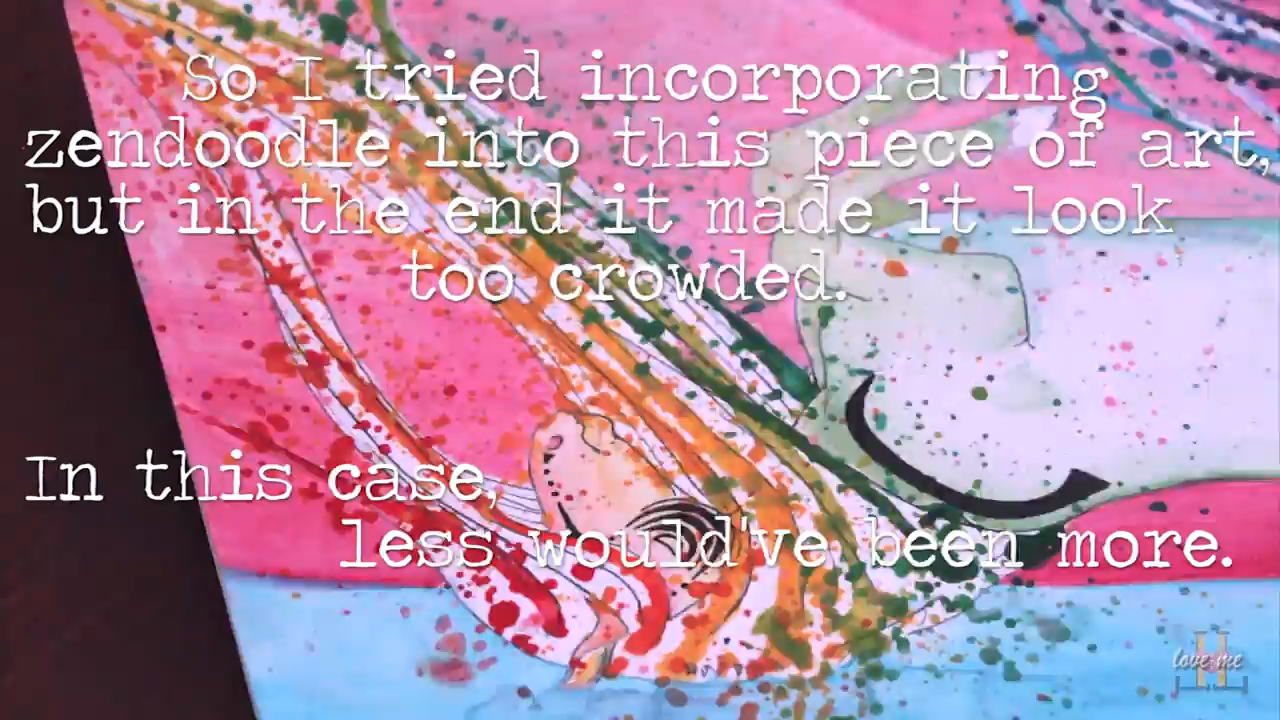 So I tried incorporating
zendoodle into this piece of art,
but in the end it made it look
too crowded.
In this case,
less would've been more.
love me